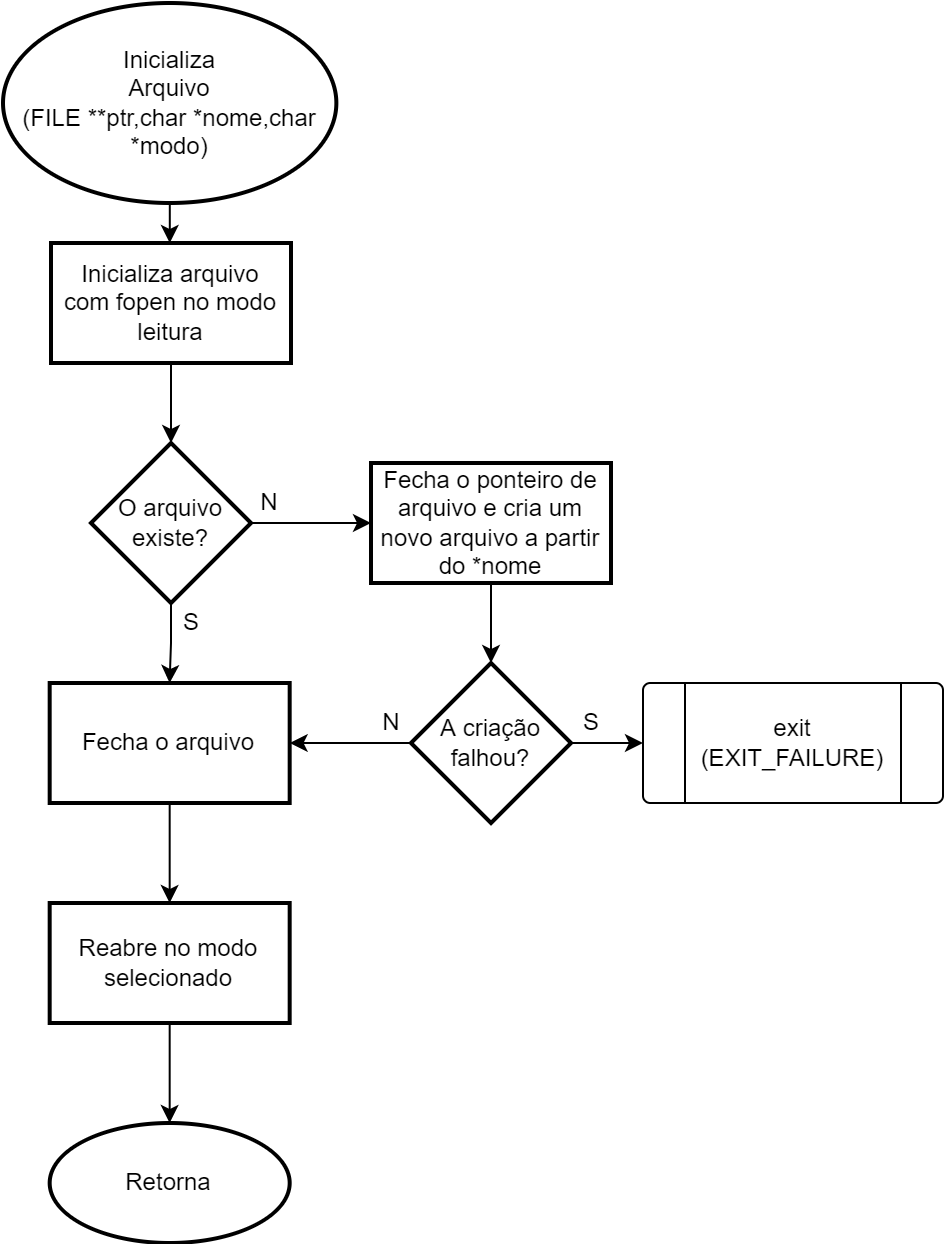 Inicializa
Arquivo
(FILE **ptr,char *nome,char
*modo)
Inicializa arquivo
com fopen no modo
leitura
O arquivo
existe?
N
Fecha o ponteiro de
arquivo e cria um
novo arquivo a partir
do *nome
S
Fecha o arquivo
N
A criação
falhou?
S
exit
(EXIT_FAILURE)
Reabre no modo
selecionado
Retorna